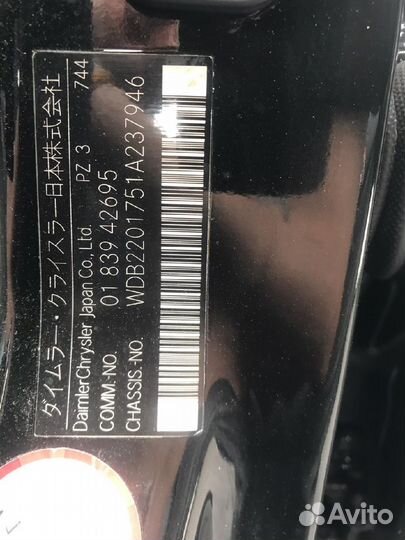 ダイムラー・クライスラー日本株式会社
DaimlerChrysler Japan Co., Ltd. PZ 3 744
COMM.-NO. 01 839 42695
CHASSIS.-NO. WDB2201751A237946
Avito